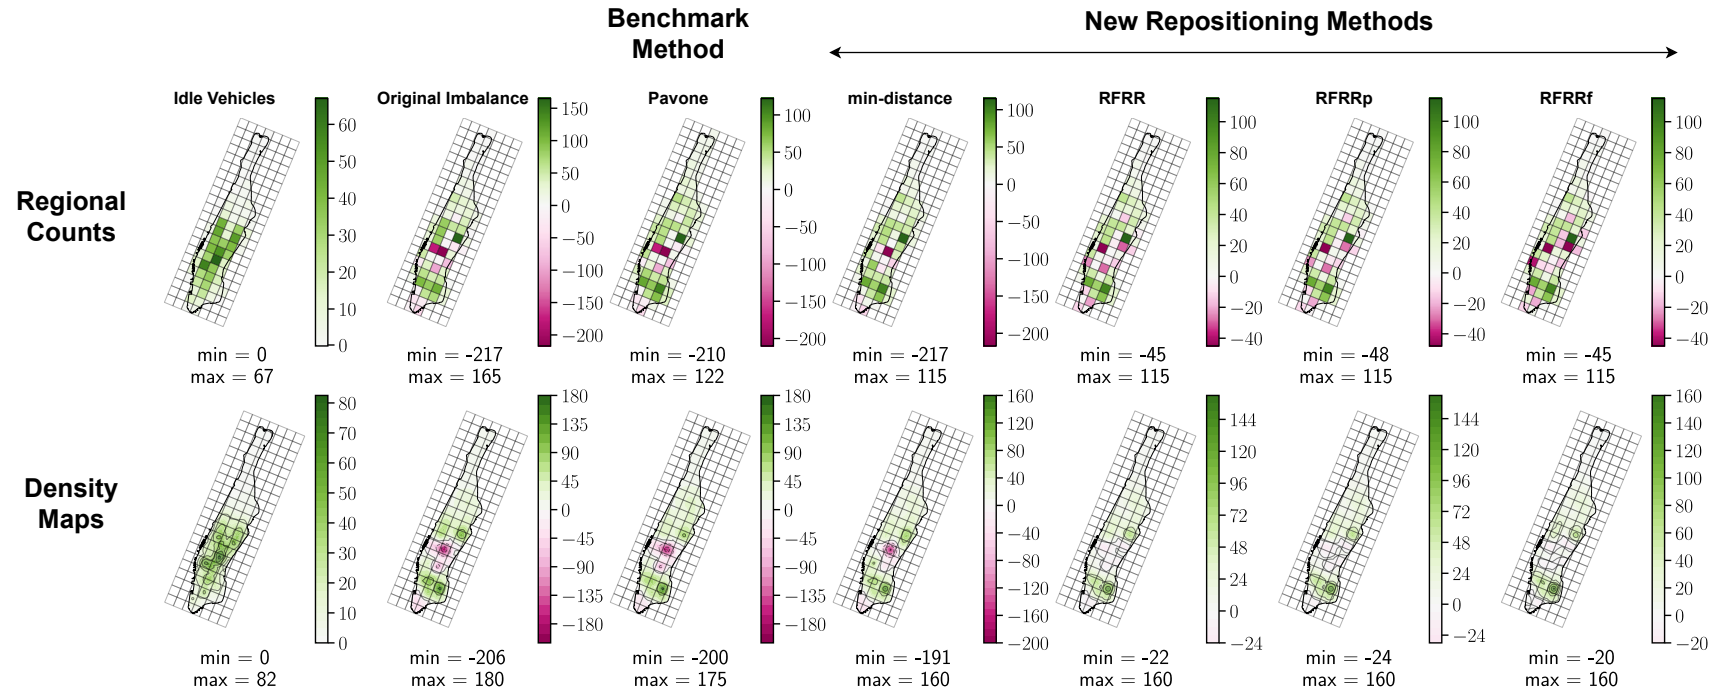 Benchmark
Method
New Repositioning Methods
Idle Vehicles
Original Imbalance
Pavone
min-distance
RFRR
RFRRp
RFRRf
Regional
Counts
60
50
40
30
20
10
0
150
100
50
0
−50
−100
−150
−200
100
50
0
−50
−100
−150
−200
100
50
0
−50
−100
−150
−200
100
80
60
40
20
0
−20
−40
100
80
60
40
20
0
−20
−40
100
80
60
40
20
0
−20
−40
min = 0
max = 67
min = -217
max = 165
min = -210
max = 122
min = -217
max = 115
min = -45
max = 115
min = -48
max = 115
min = -45
max = 115
Density
Maps
80
70
60
50
40
30
20
10
0
180
135
90
45
0
−45
−90
−135
−180
180
135
90
45
0
−45
−90
−135
−180
160
120
80
40
0
−40
−80
−120
−160
−200
144
120
96
72
48
24
0
−24
144
120
96
72
48
24
0
−24
160
140
120
100
80
60
40
20
0
−20
min = 0
max = 82
min = -206
max = 180
min = -200
max = 175
min = -191
max = 160
min = -22
max = 160
min = -24
max = 160
min = -20
max = 160